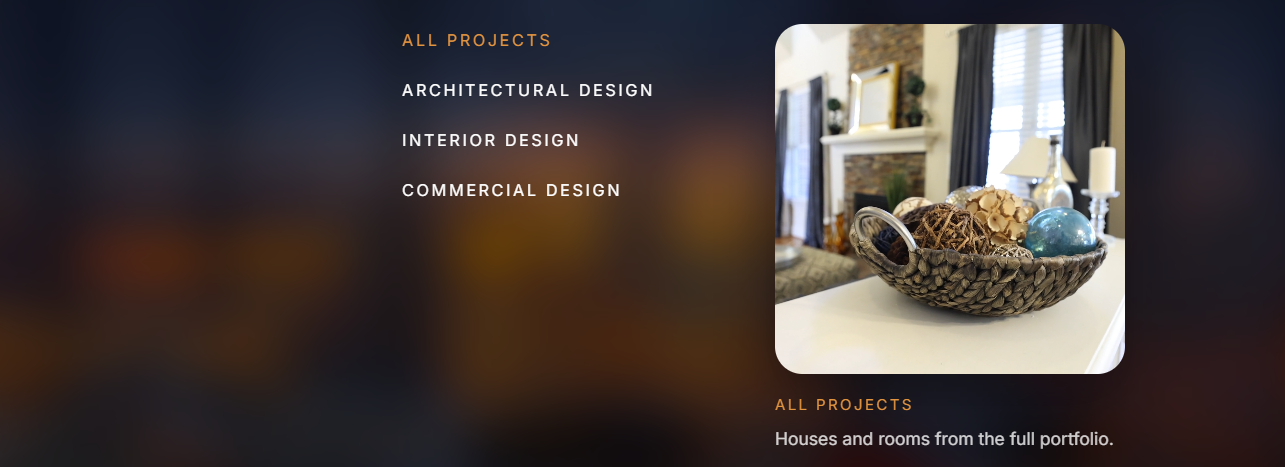 ALL PROJECTS
ARCHITECTURAL DESIGN
INTERIOR DESIGN
COMMERCIAL DESIGN
ALL PROJECTS
Houses and rooms from the full portfolio.